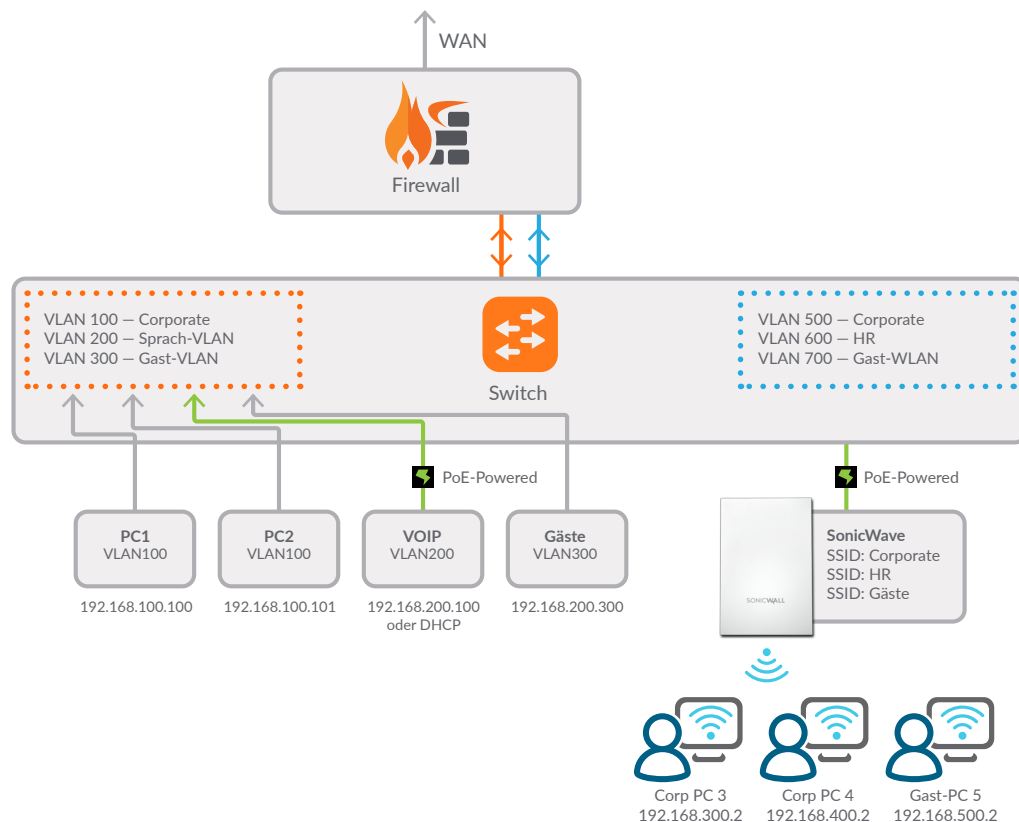 WAN
Firewall
VLAN 100 — Corporate
VLAN 200 — Sprach-VLAN
VLAN 300 — Gast-VLAN
Switch
VLAN 500 — Corporate
VLAN 600 — HR
VLAN 700 — Gast-WLAN
PoE-Powered
PoE-Powered
PC1
VLAN100
192.168.100.100
PC2
VLAN100
192.168.100.101
VOIP
VLAN200
192.168.200.100
oder DHCP
Gäste
VLAN300
192.168.200.300
SonicWave
SSID: Corporate
SSID: HR
SSID: Gäste
SONICWALL
Corp PC 3
192.168.300.2
Corp PC 4
192.168.400.2
Gast-PC 5
192.168.500.2